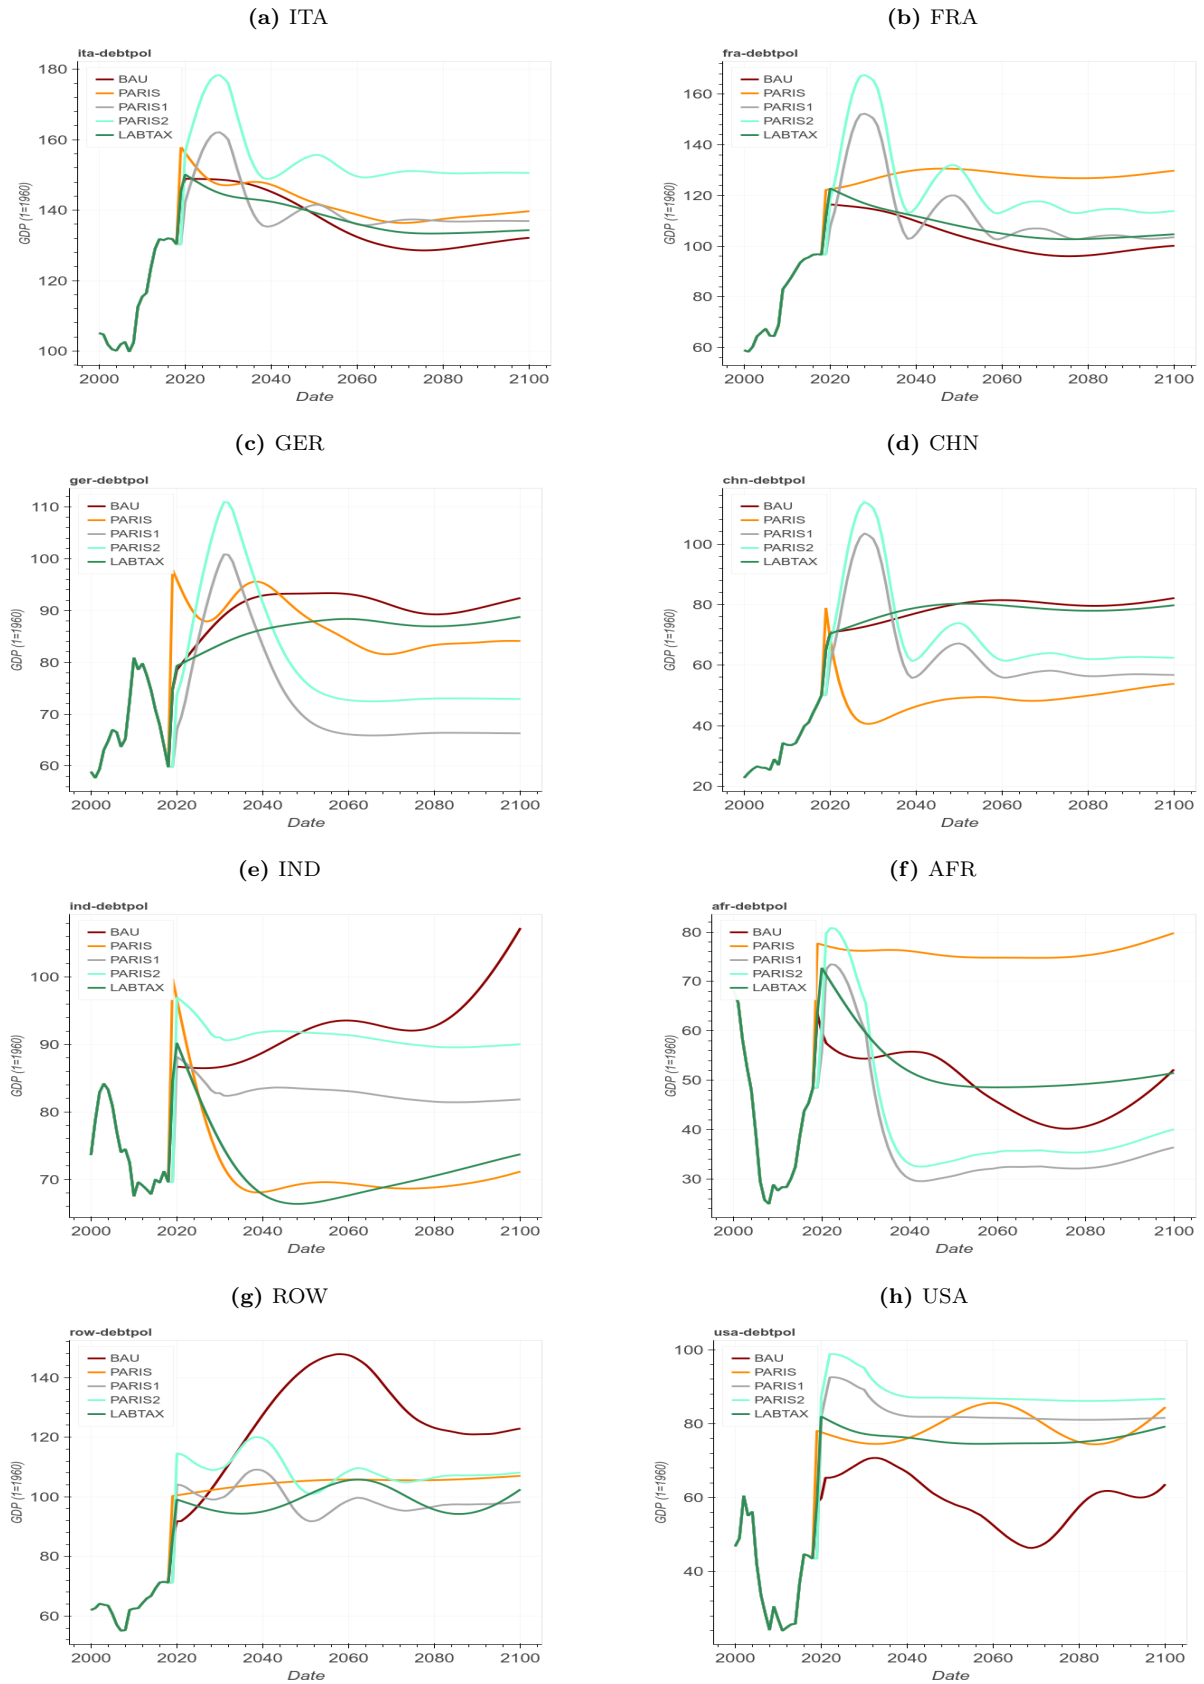 (a) ITA
ita-debtpol
BAU
PARIS
PARIS1
PARIS2
LABTAX
GDP (1=1960)
180
160
140
120
100
2000 2020 2040 2060 2080 2100
Date
(b) FRA
fra-debtpol
BAU
PARIS
PARIS1
PARIS2
LABTAX
GDP (1=1960)
160
140
120
100
80
60
2000 2020 2040 2060 2080 2100
Date
(c) GER
ger-debtpol
BAU
PARIS
PARIS1
PARIS2
LABTAX
GDP (1=1960)
110
100
90
80
70
60
2000 2020 2040 2060 2080 2100
Date
(d) CHN
chn-debtpol
BAU
PARIS
PARIS1
PARIS2
LABTAX
GDP (1=1960)
100
80
60
40
20
2000 2020 2040 2060 2080 2100
Date
(e) IND
ind-debtpol
BAU
PARIS
PARIS1
PARIS2
LABTAX
GDP (1=1960)
100
90
80
70
2000 2020 2040 2060 2080 2100
Date
(f) AFR
afr-debtpol
BAU
PARIS
PARIS1
PARIS2
LABTAX
GDP (1=1960)
80
70
60
50
40
30
2000 2020 2040 2060 2080 2100
Date
(g) ROW
row-debtpol
BAU
PARIS
PARIS1
PARIS2
LABTAX
GDP (1=1960)
140
120
100
80
60
2000 2020 2040 2060 2080 2100
Date
(h) USA
usa-debtpol
BAU
PARIS
PARIS1
PARIS2
LABTAX
GDP (1=1960)
100
80
60
40
2000 2020 2040 2060 2080 2100
Date